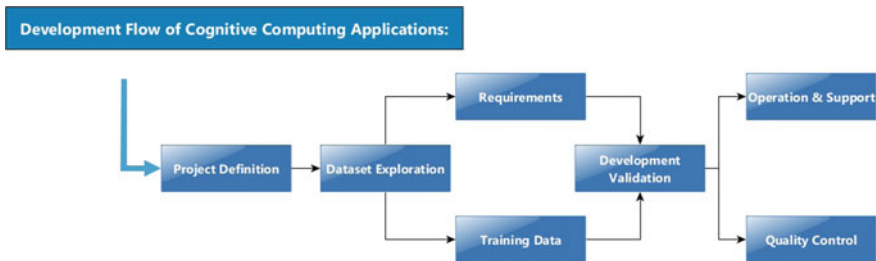 Development Flow of Cognitive Computing Applications:
Project Definition
Dataset Exploration
Requirements
Training Data
Development
Validation
Operation & Support
Quality Control